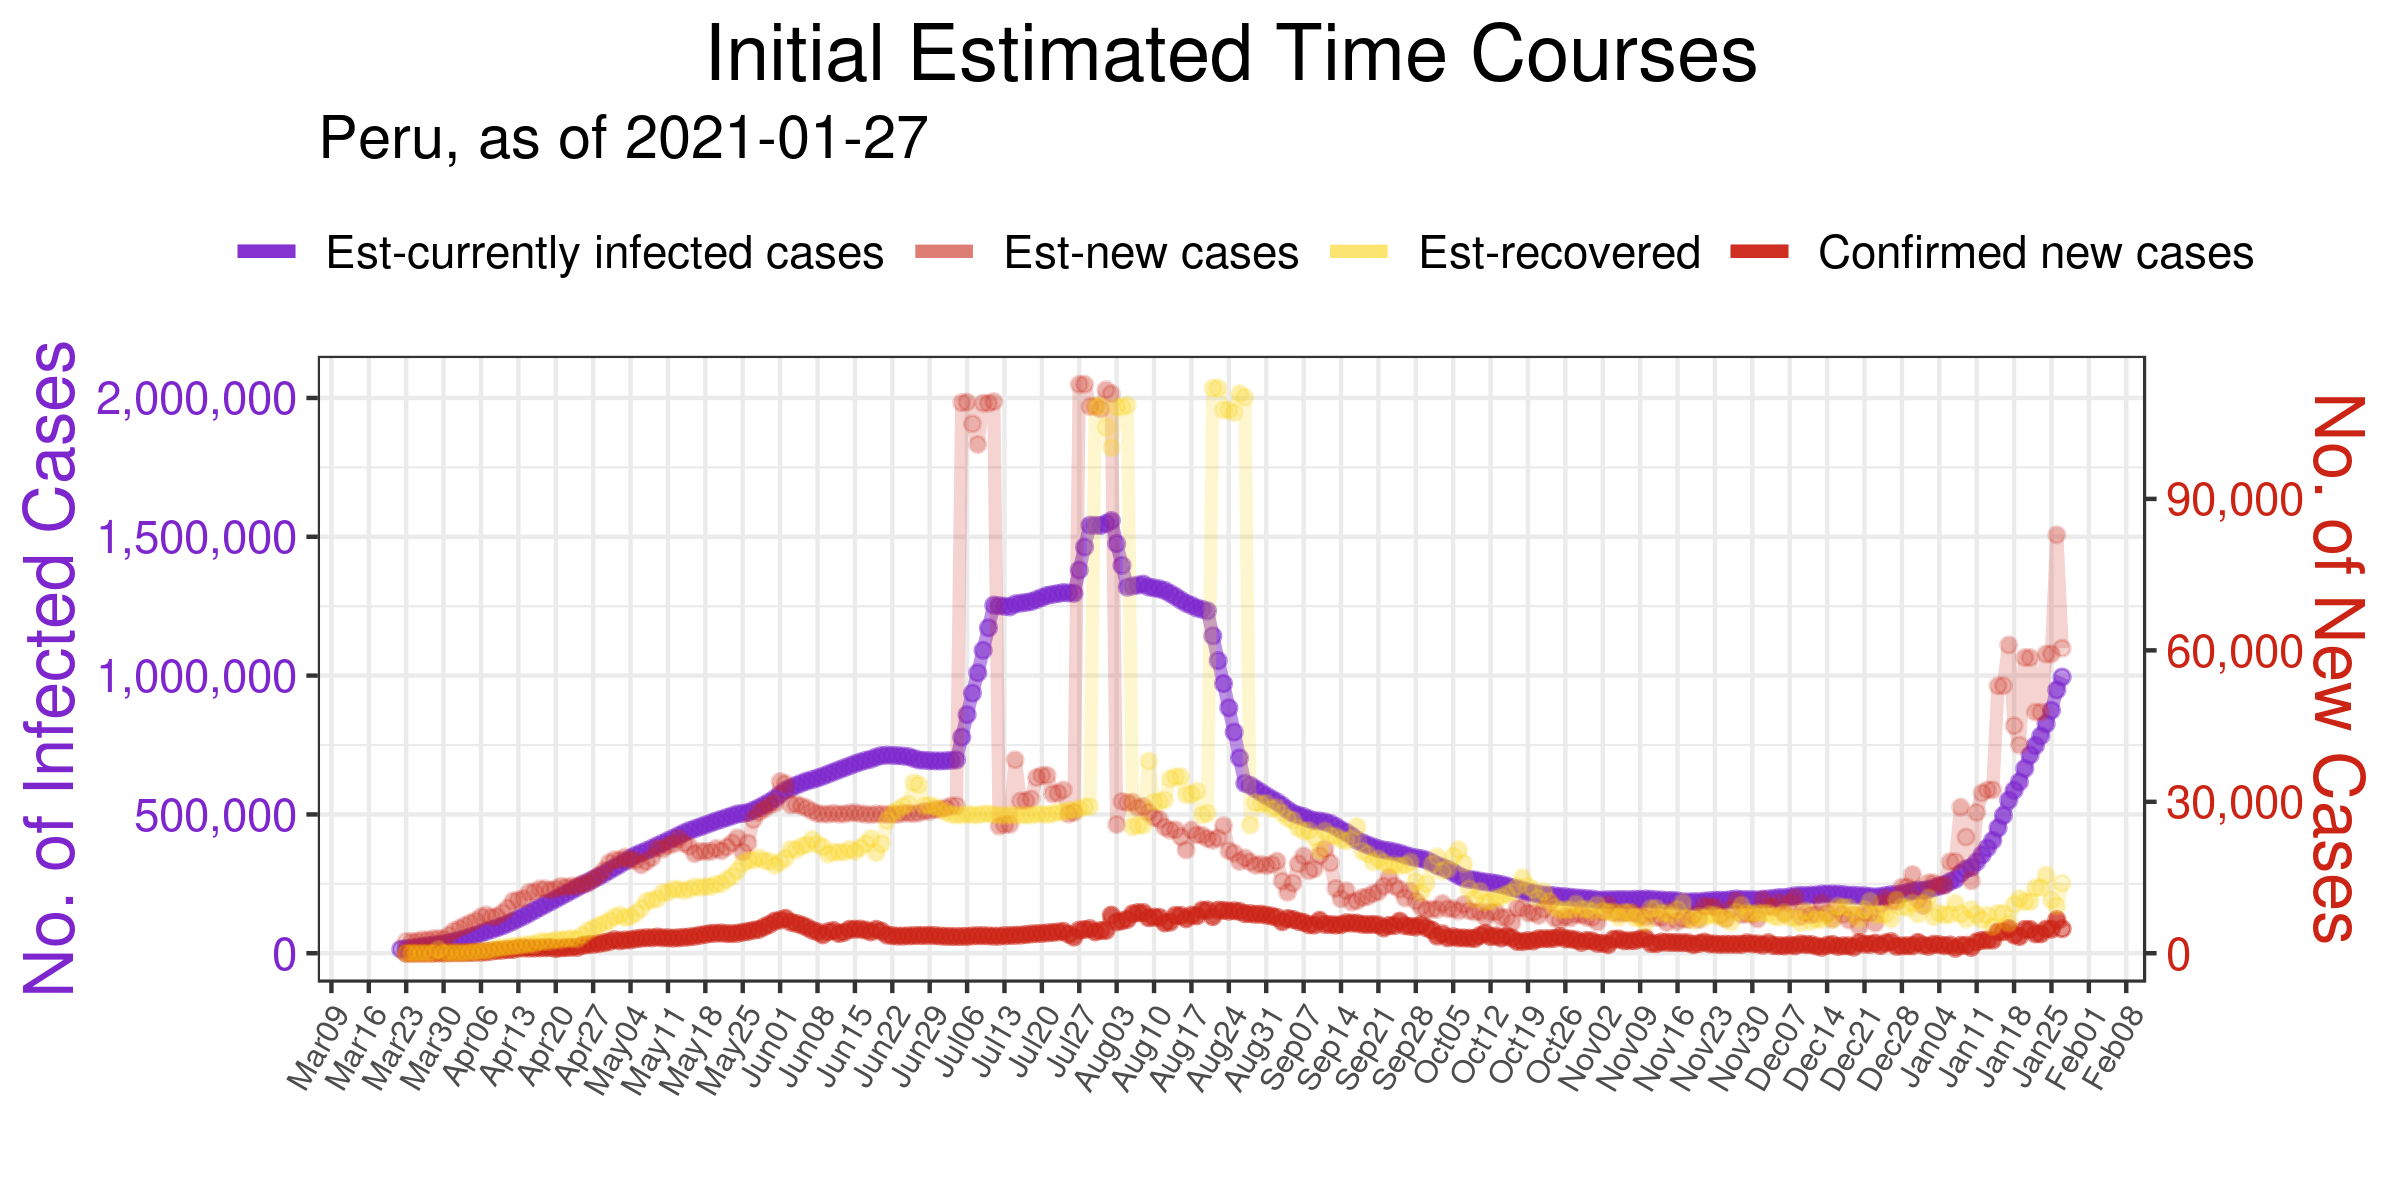 Initial Estimated Time Courses
Peru, as of 2021-01-27
Est-currently infected cases Est-new cases Est-recovered Confirmed new cases
No. of Infected Cases
2,000,000
1,500,000
1,000,000
500,000
0
90,000
60,000
30,000
0
No. of New Cases
Mar09 Mar16 Mar23 Mar30 Apr06 Apr13 Apr20 Apr27 May04 May11 May18 May25 Jun01 Jun08 Jun15 Jun22 Jun29 Jul06 Jul13 Jul20 Jul27 Aug03 Aug10 Aug17 Aug24 Aug31 Sep07 Sep14 Sep21 Sep28 Oct05 Oct12 Oct19 Oct26 Nov02 Nov09 Nov16 Nov23 Nov30 Dec07 Dec14 Dec21 Dec28 Jan04 Jan11 Jan18 Jan25 Feb01 Feb08